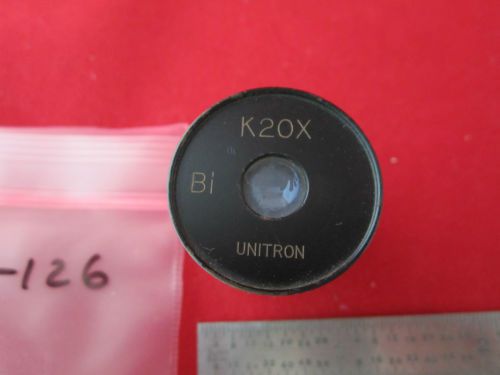 K20X
Bi
UNITRON
-126